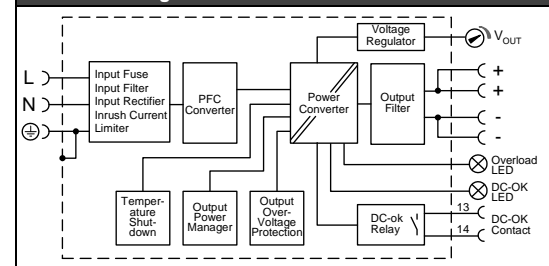 Voltage
Regulator
VOUT
L
N
Input Fuse
Input Filter
Input Rectifier
Inrush Current
Limiter
PFC
Converter
Power
Converter
Output
Filter
+
+
-
-
Overload
LED
DC-OK
LED
Temper-
ature
Shut-
down
Output
Power
Manager
Output
Over-
Voltage
Protection
DC-ok
Relay
13
14
DC-OK
Contact